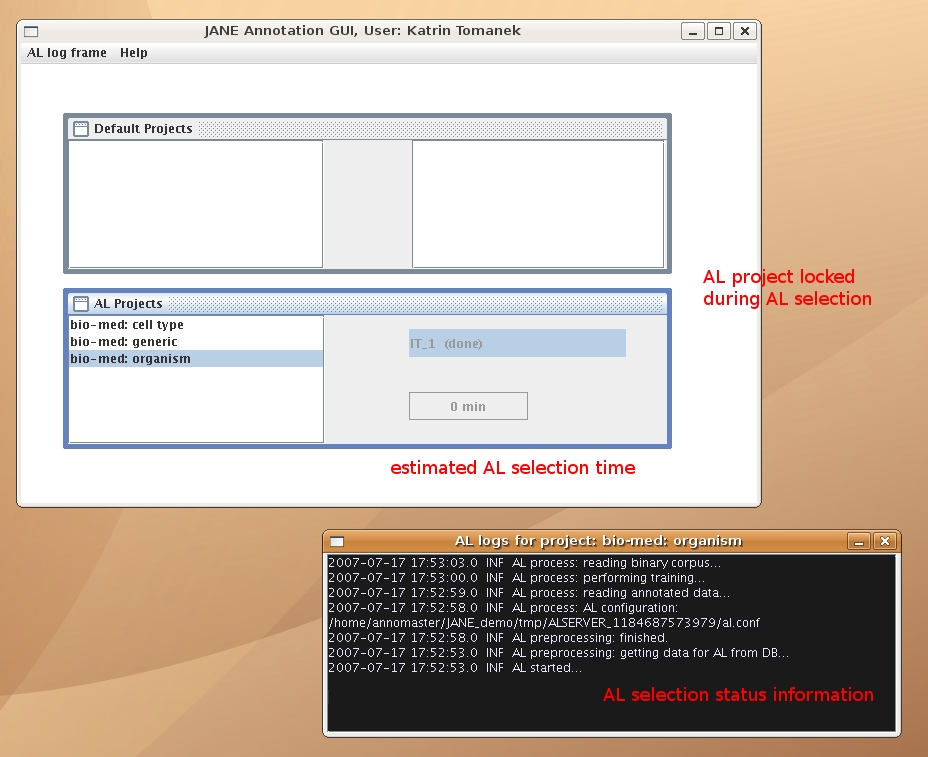 JANE Annotation GUI, User: Katrin Tomanek
AL log frame Help
Default Projects
AL project locked
during AL selection
AL Projects
bio-med: cell type
bio-med: generic
bio-med: organism
IT_1 (done)
0 min
estimated AL selection time
AL logs for project: bio-med: organism
2007-07-17 17:53:03.0 INF AL process: reading binary corpus...
2007-07-17 17:53:00.0 INF AL process: performing training...
2007-07-17 17:52:59.0 INF AL process: reading annotated data...
2007-07-17 17:52:58.0 INF AL process: AL configuration:
/home/annomaster/JANE_demo/tmp/ALSERVER_1184687573979/al.conf
2007-07-17 17:52:58.0 INF AL preprocessing: finished.
2007-07-17 17:52:53.0 INF AL preprocessing: getting data for AL from DB...
2007-07-17 17:52:53.0 INF AL started...
AL selection status information